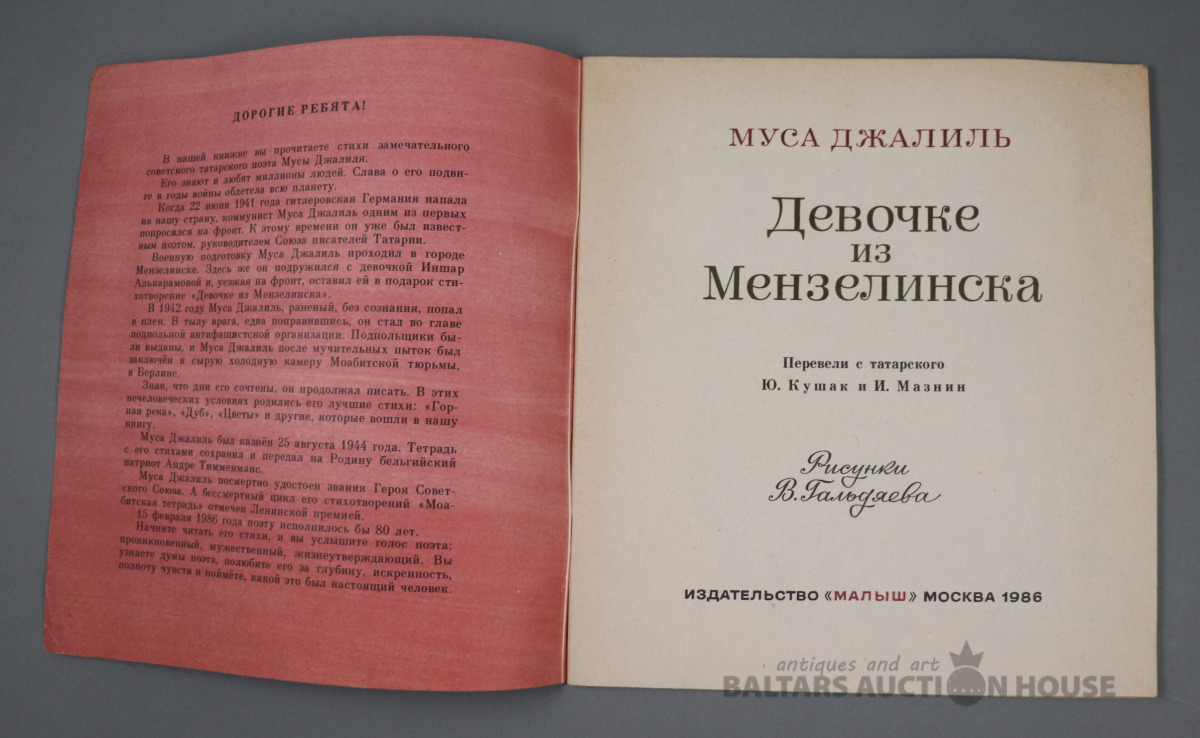 ДОРОГИЕ РЕБЯТА!
В нашей книжке вы прочитаете стихи замечательного
советского татарского поэта Мусы Джалиля.
Его знают и любят миллионы людей. Слава о его подви-
ге в годы войны облетела всю планету.
Когда 22 июня 1941 года гитлеровская Германия напала
на нашу страну, коммунист Муса Джалиль одним из первых
попросился на фронт. К этому времени он уже был извест-
ным поэтом, руководителем Союза писателей Татарии.
Военную подготовку Муса Джалиль проходил в городе
Мензелинске. Здесь же он подружился с девочкой Иншар
Алькарамовой и, уезжая на фронт, оставил ей в подарок сти-
хотворение «Девочке из Мензелинска».
В 1942 году Муса Джалиль, раненый, без сознания, попал
в плен. В тылу врага, едва поправившись, он стал во главе
подпольной антифашистской организации. Подпольщики бы-
ли выданы, и Муса Джалиль после мучительных пыток был
заключён в сырую холодную камеру Моабитской тюрьмы,
в Берлине.
Зная, что дни его сочтены, он продолжал писать. В этих
нечеловеческих условиях родились его лучшие стихи: «Гор-
ная река», «Дуб», «Цветы» и другие, которые вошли в нашу
книгу.
Муса Джалиль был казнён 25 августа 1944 года. Тетрадь
с его стихами сохранил и передал на Родину бельгийский
патриот Андре Тимменманс.
Муса Джалиль посмертно удостоен звания Героя Совет-
ского Союза. А бессмертный цикл его стихотворений «Моа-
битская тетрадь» отмечен Ленинской премией.
15 февраля 1986 года поэту исполнилось бы 80 лет.
Начните читать его стихи, и вы услышите голос поэта:
проникновенный, мужественный, жизнеутверждающий. Вы
узнаете думы поэта, полюбите его за глубину, искренность,
полноту чувств и поймёте, какой это был настоящий человек.
МУСА ДЖАЛИЛЬ
Девочке
из
Мензелинска
Перевели с татарского
Ю. Кушак и И. Мазнин
Рисунки
В. Гальдяева
ИЗДАТЕЛЬСТВО «МАЛЫШ» МОСКВА 1986
antiques and art
BALTARS AUCTION HOUSE